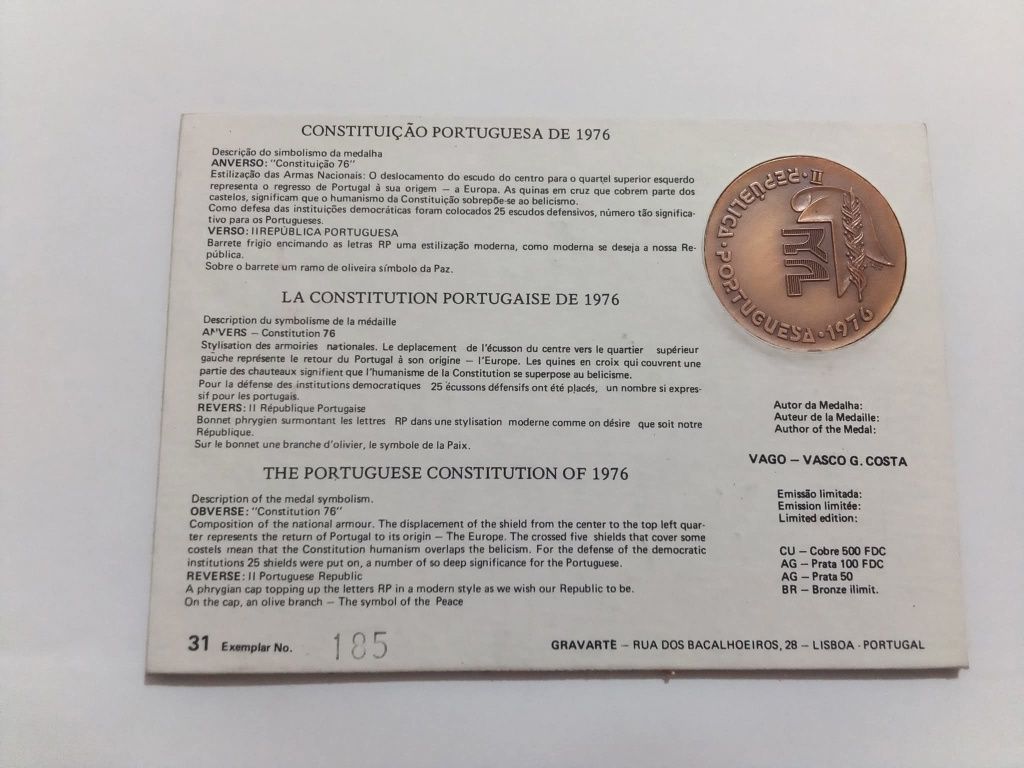 CONSTITUIÇÃO PORTUGUESA DE 1976
Descrição do simbolismo da medalha
ANVERSO: "Constituição 76"
Estilização das Armas Nacionais: O deslocamento do escudo do centro para o quartel superior esquerdo
representa o regresso de Portugal à sua origem — a Europa. As quinas em cruz que cobrem parte dos
castelos, significam que o humanismo da Constituição sobrepõe-se ao belicismo.
Como defesa das instituições democráticas foram colocados 25 escudos defensivos, número tão significa-
tivo para os Portugueses.
VERSO: II REPÚBLICA PORTUGUESA
Barrete frigio encimando as letras RP uma estilização moderna, como moderna se deseja a nossa Re-
pública.
Sobre o barrete um ramo de oliveira símbolo da Paz.
LA CONSTITUTION PORTUGAISE DE 1976
Description du symbolisme de la médaille
ANVERS — Constitution 76
Stylisation des armoiries nationales. Le deplacement de l'écusson du centre vers le quartier supérieur
gauche représente le retour du Portugal à son origine — l'Europe. Les quines en croix qui couvrent une
partie des chauteaux signifient que l'humanisme de la Constitution se superpose au belicisme.
Pour la défense des institutions democratiques 25 écussons défensifs ont été placés, un nombre si expres-
sif pour les portugais.
REVERS: II République Portugaise
Bonnet phrygien surmontant les lettres RP dans une stylisation moderne comme on désire que soit notre
République.
Sur le bonnet une branche d'olivier, le symbole de la Paix.
THE PORTUGUESE CONSTITUTION OF 1976
Description of the medal symbolism.
OBVERSE: "Constitution 76"
Composition of the national armour. The displacement of the shield from the center to the top left quar-
ter represents the return of Portugal to its origin — The Europe. The crossed five shields that cover some
costels mean that the Constitution humanism overlaps the belicism. For the defense of the democratic
institutions 25 shields were put on, a number of so deep significance for the Portuguese.
REVERSE: II Portuguese Republic
A phrygian cap topping up the letters RP in a modern style as we wish our Republic to be.
On the cap, an olive branch — The symbol of the Peace
31 Exemplar No. 185
II · REPÚBLICA · PORTUGUESA · 1976
RP
Autor da Medalha:
Auteur de la Medaille:
Author of the Medal:
VAGO — VASCO G. COSTA
Emissão limitada:
Emission limitée:
Limited edition:
CU — Cobre 500 FDC
AG — Prata 100 FDC
AG — Prata 50
BR — Bronze ilimit.
GRAVARTE — RUA DOS BACALHOEIROS, 28 — LISBOA - PORTUGAL